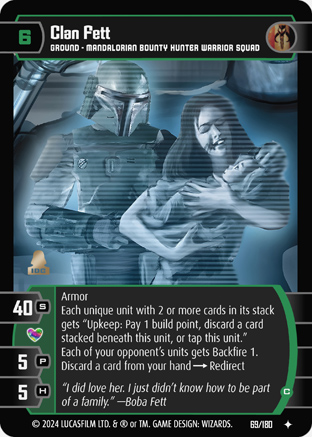 6
Clan Fett
GROUND - MANDALORIAN BOUNTY HUNTER WARRIOR SQUAD
100
40 S
5 P
5 H
Armor
Each unique unit with 2 or more cards in its stack
gets “Upkeep: Pay 1 build point, discard a card
stacked beneath this unit, or tap this unit.”
Each of your opponent's units gets Backfire 1.
Discard a card from your hand → Redirect
“I did love her. I just didn't know how to be part
of a family.” —Boba Fett
C
© 2024 LUCASFILM LTD. & ® or TM. GAME DESIGN: WIZARDS.
69/180